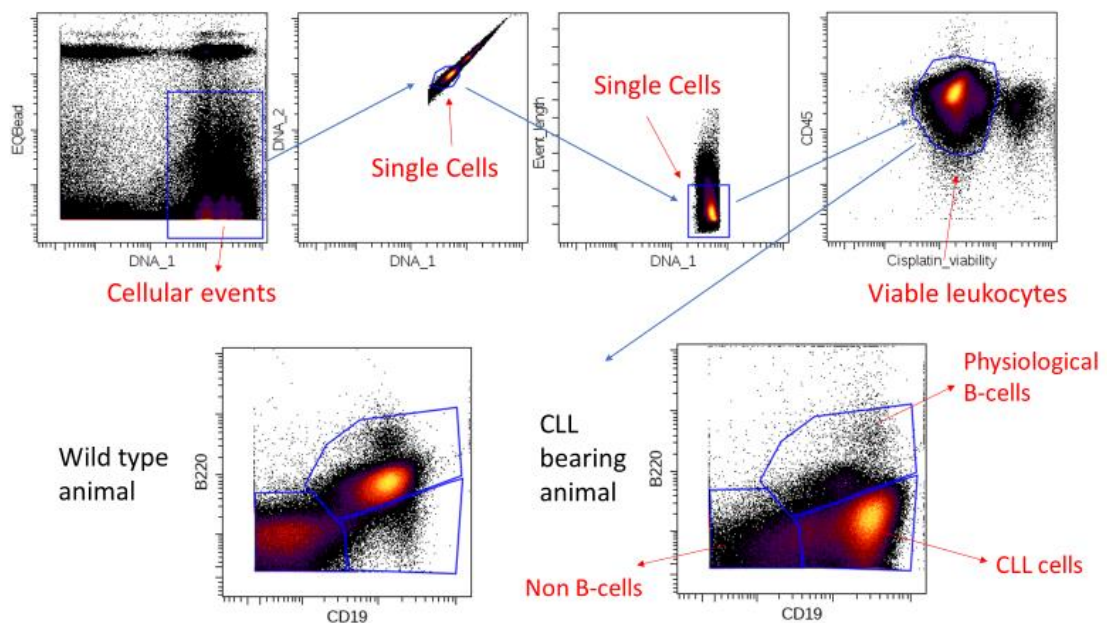 EQBead
DNA_1
Cellular events
DNA_2
DNA_1
Single Cells
Event_length
DNA_1
Single Cells
CD45
Cisplatin_viability
Viable leukocytes
Wild type
animal
B220
CD19
CLL
bearing
animal
B220
CD19
Physiological
B-cells
Non B-cells
CLL cells